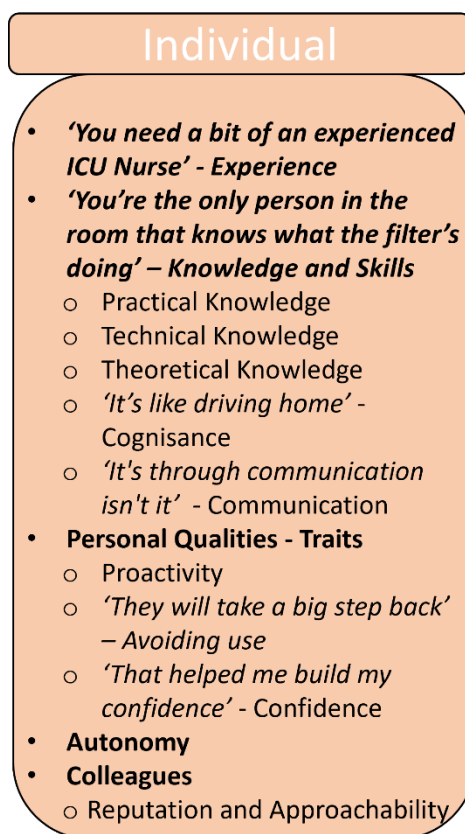 Individual
• ‘You need a bit of an experienced
ICU Nurse’ - Experience
• ‘You’re the only person in the
room that knows what the filter’s
doing’ – Knowledge and Skills
o Practical Knowledge
o Technical Knowledge
o Theoretical Knowledge
o ‘It’s like driving home’ -
Cognisance
o ‘It's through communication
isn't it’ - Communication
• Personal Qualities - Traits
o Proactivity
o ‘They will take a big step back’
– Avoiding use
o ‘That helped me build my
confidence’ - Confidence
• Autonomy
• Colleagues
o Reputation and Approachability